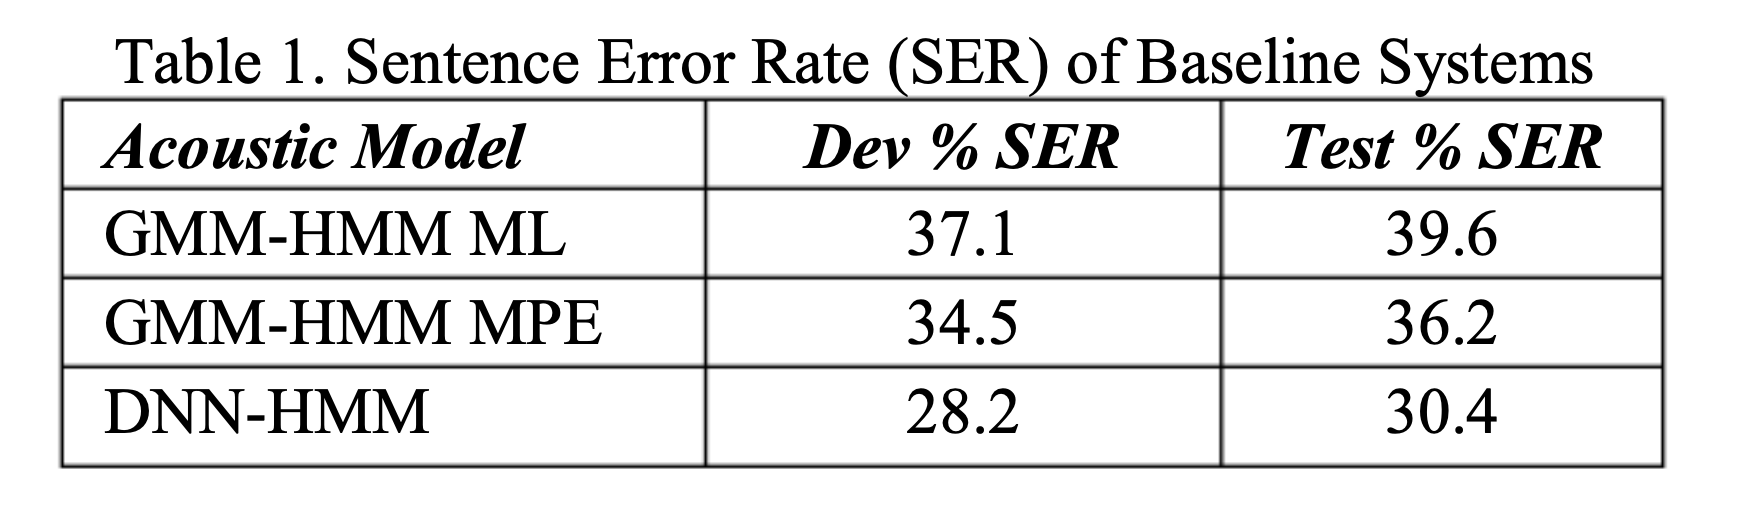 Table 1. Sentence Error Rate (SER) of Baseline Systems
Acoustic Model Dev % SER Test % SER
GMM-HMM ML 37.1 39.6
GMM-HMM MPE 34.5 36.2
DNN-HMM 28.2 30.4